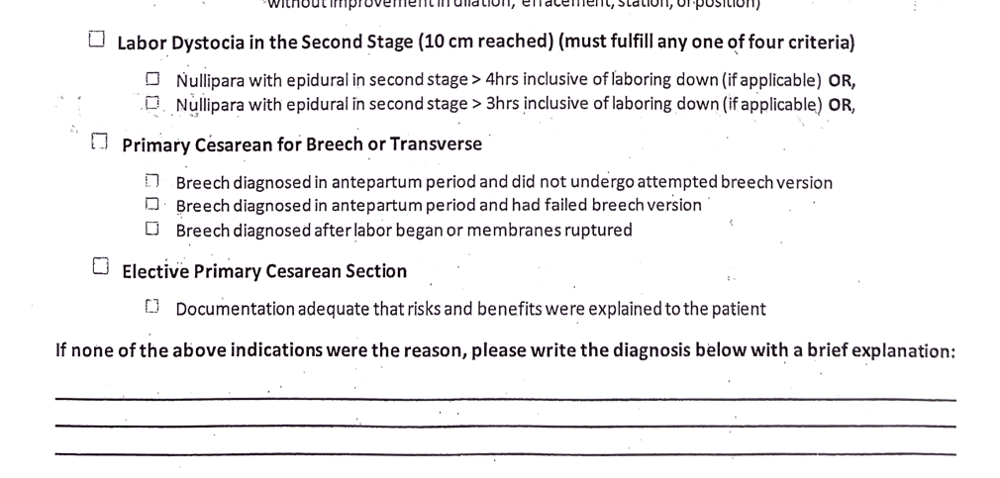 without improvement in dilation, effacement, station, or position)
Labor Dystocia in the Second Stage (10 cm reached) (must fulfill any one of four criteria)
Nullipara with epidural in second stage > 4hrs inclusive of laboring down (if applicable) OR,
Nullipara with epidural in second stage > 3hrs inclusive of laboring down (if applicable) OR,
Primary Cesarean for Breech or Transverse
Breech diagnosed in antepartum period and did not undergo attempted breech version
Breech diagnosed in antepartum period and had failed breech version
Breech diagnosed after labor began or membranes ruptured
Elective Primary Cesarean Section
Documentation adequate that risks and benefits were explained to the patient
If none of the above indications were the reason, please write the diagnosis below with a brief explanation: